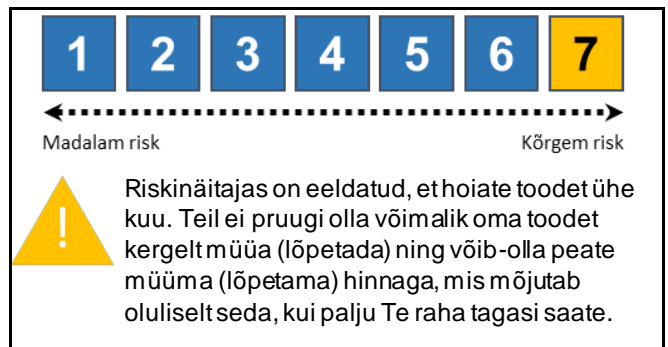 1 2 3 4 5 6 7
Madalam risk Kõrgem risk
!
Riskinäitajas on eeldatud, et hoiate toodet ühe
kuu. Teil ei pruugi olla võimalik oma toodet
kergelt müüa (lõpetada) ning võib-olla peate
müüma (lõpetama) hinnaga, mis mõjutab
oluliselt seda, kui palju Te raha tagasi saate.